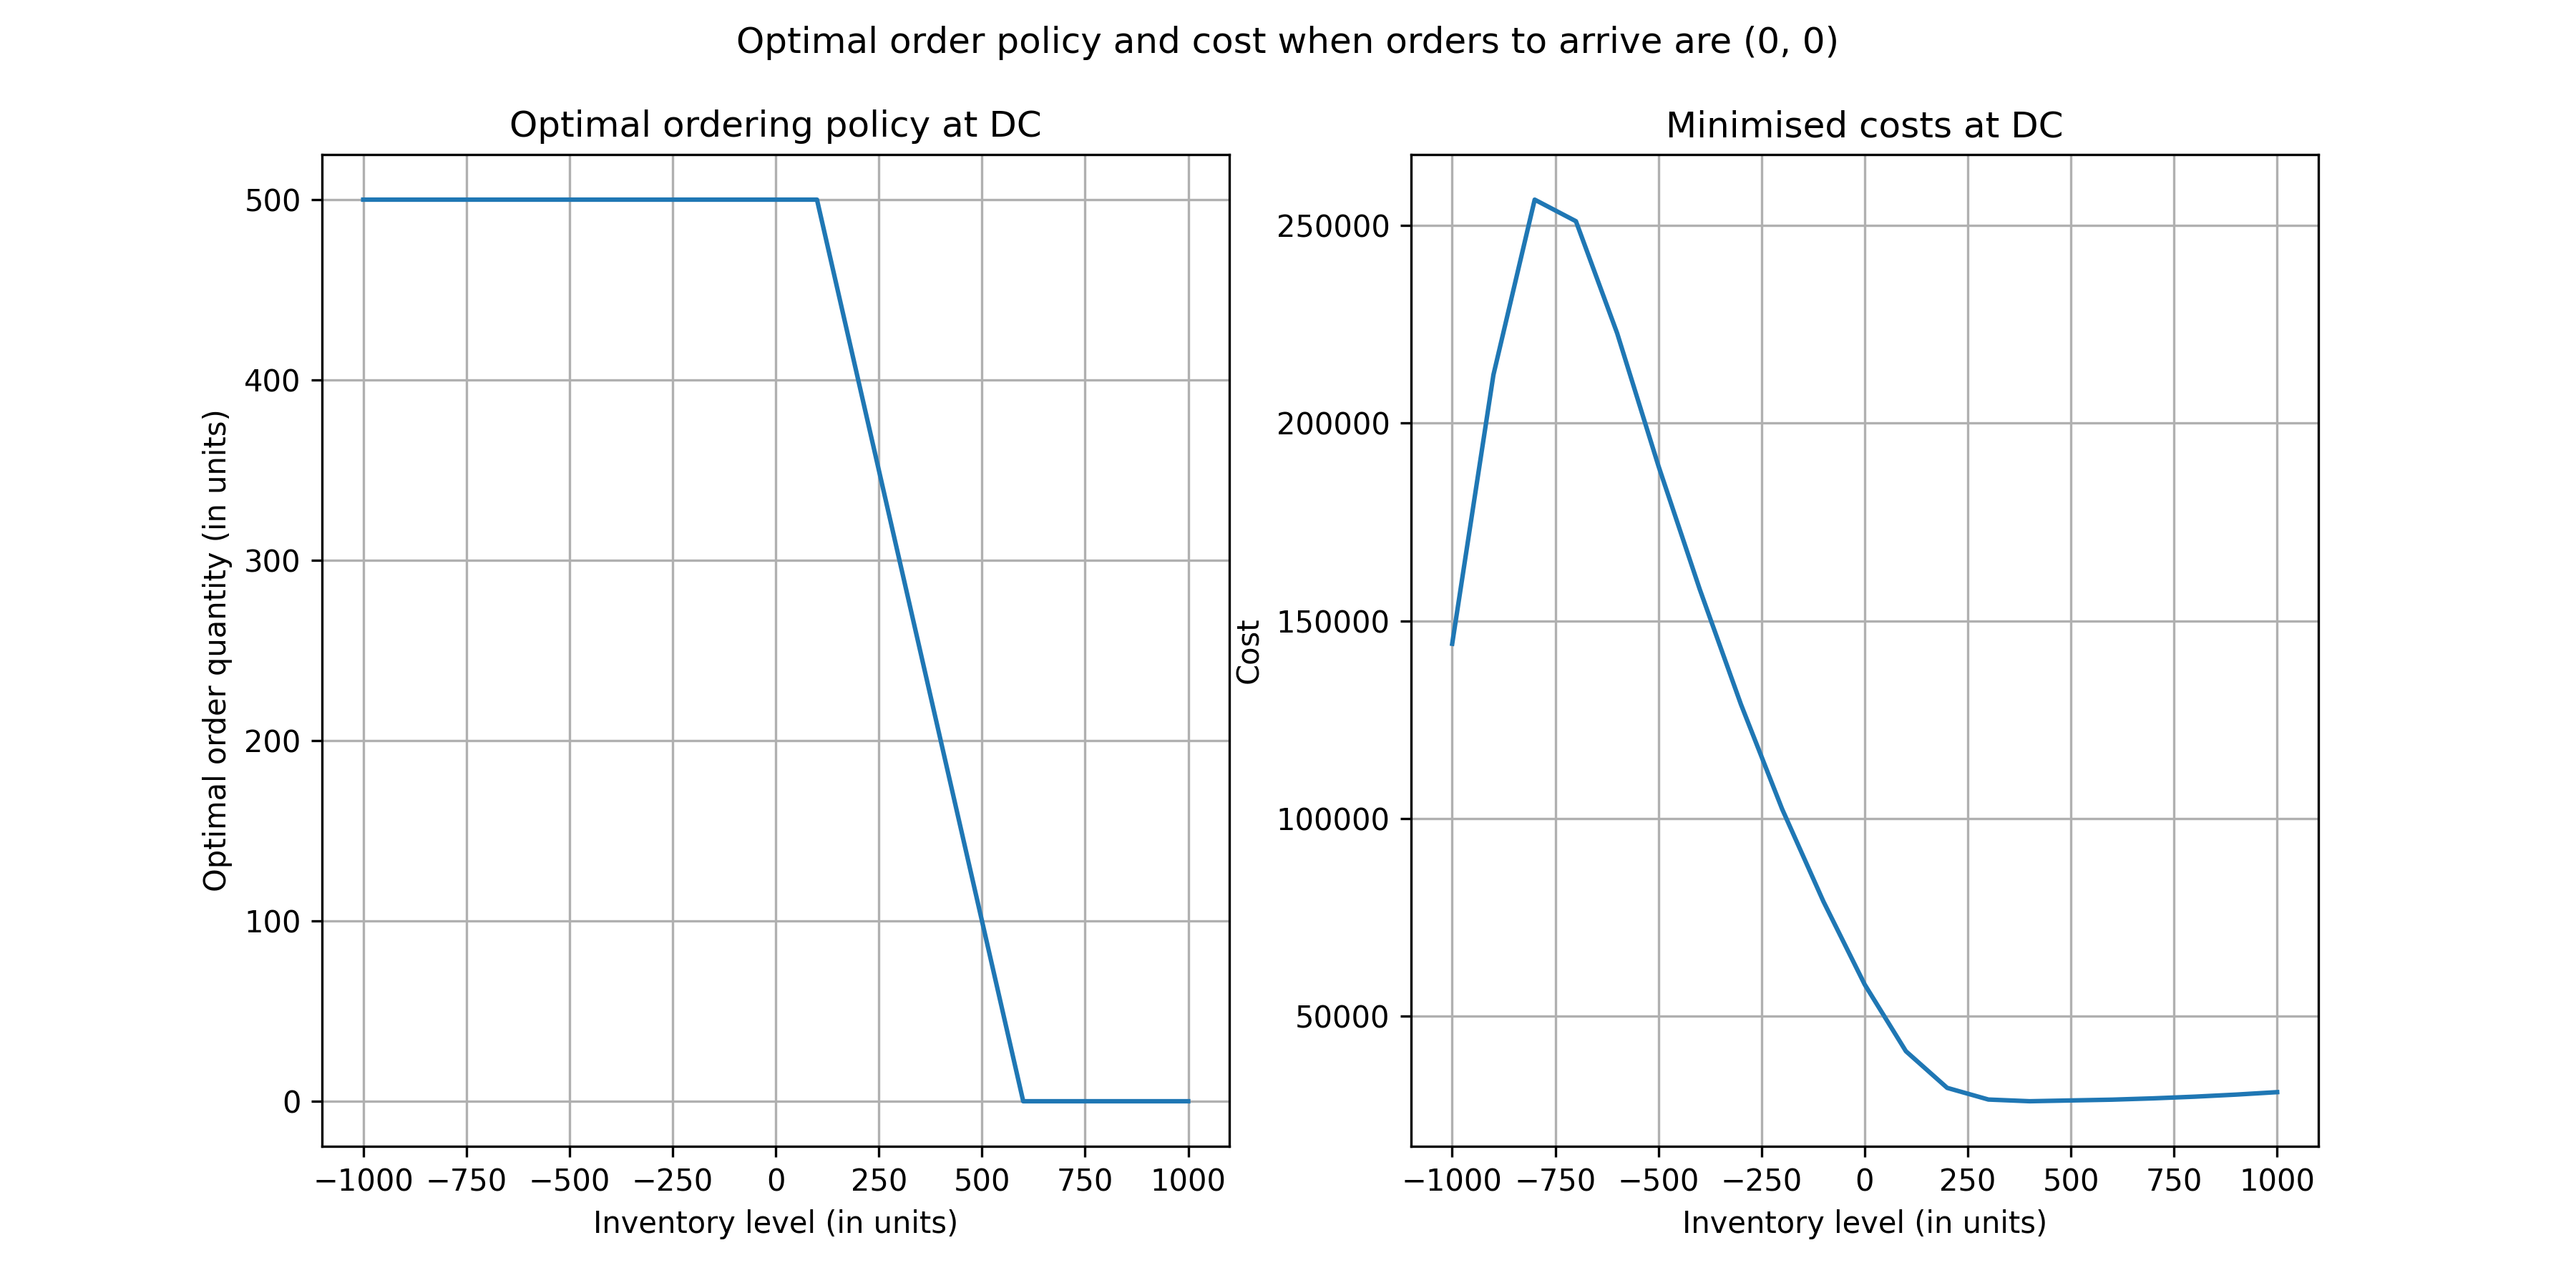 Optimal order policy and cost when orders to arrive are (0, 0)
Optimal ordering policy at DC
500
400
300
200
100
0
Optimal order quantity (in units)
−1000 −750 −500 −250 0 250 500 750 1000
Inventory level (in units)
Minimised costs at DC
250000
200000
150000
100000
50000
Cost
−1000 −750 −500 −250 0 250 500 750 1000
Inventory level (in units)